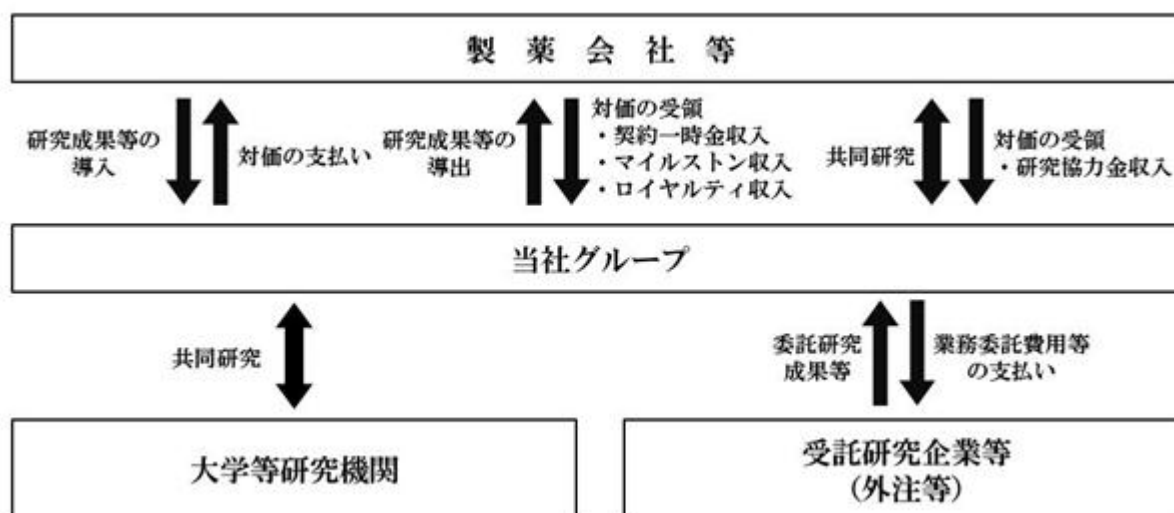 製薬会社等
研究成果等の
導入
対価の支払い
研究成果等の
導出
対価の受領
・契約一時金収入
・マイルストン収入
・ロイヤルティ収入
共同研究
対価の受領
・研究協力金収入
当社グループ
共同研究
委託研究
成果等
業務委託費用等
の支払い
大学等研究機関
受託研究企業等
(外注等)